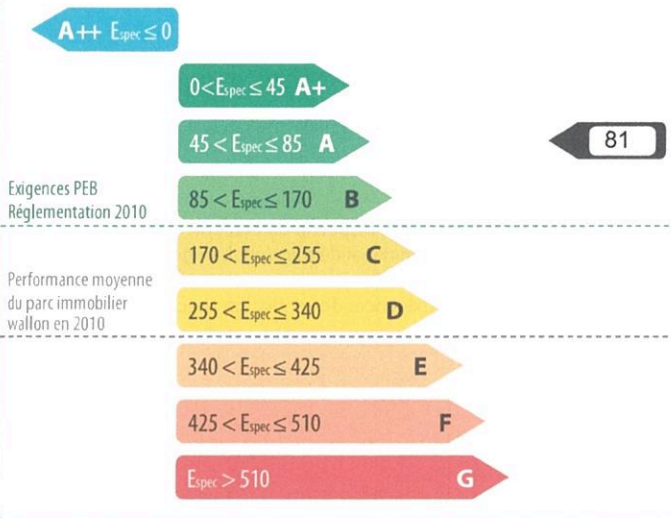 A++ Espec ≤ 0
0 < Espec ≤ 45 A+
45 < Espec ≤ 85 A
81
Exigences PEB
Réglementation 2010
85 < Espec ≤ 170 B
170 < Espec ≤ 255 C
Performance moyenne
du parc immobilier
wallon en 2010
255 < Espec ≤ 340 D
340 < Espec ≤ 425 E
425 < Espec ≤ 510 F
Espec > 510 G